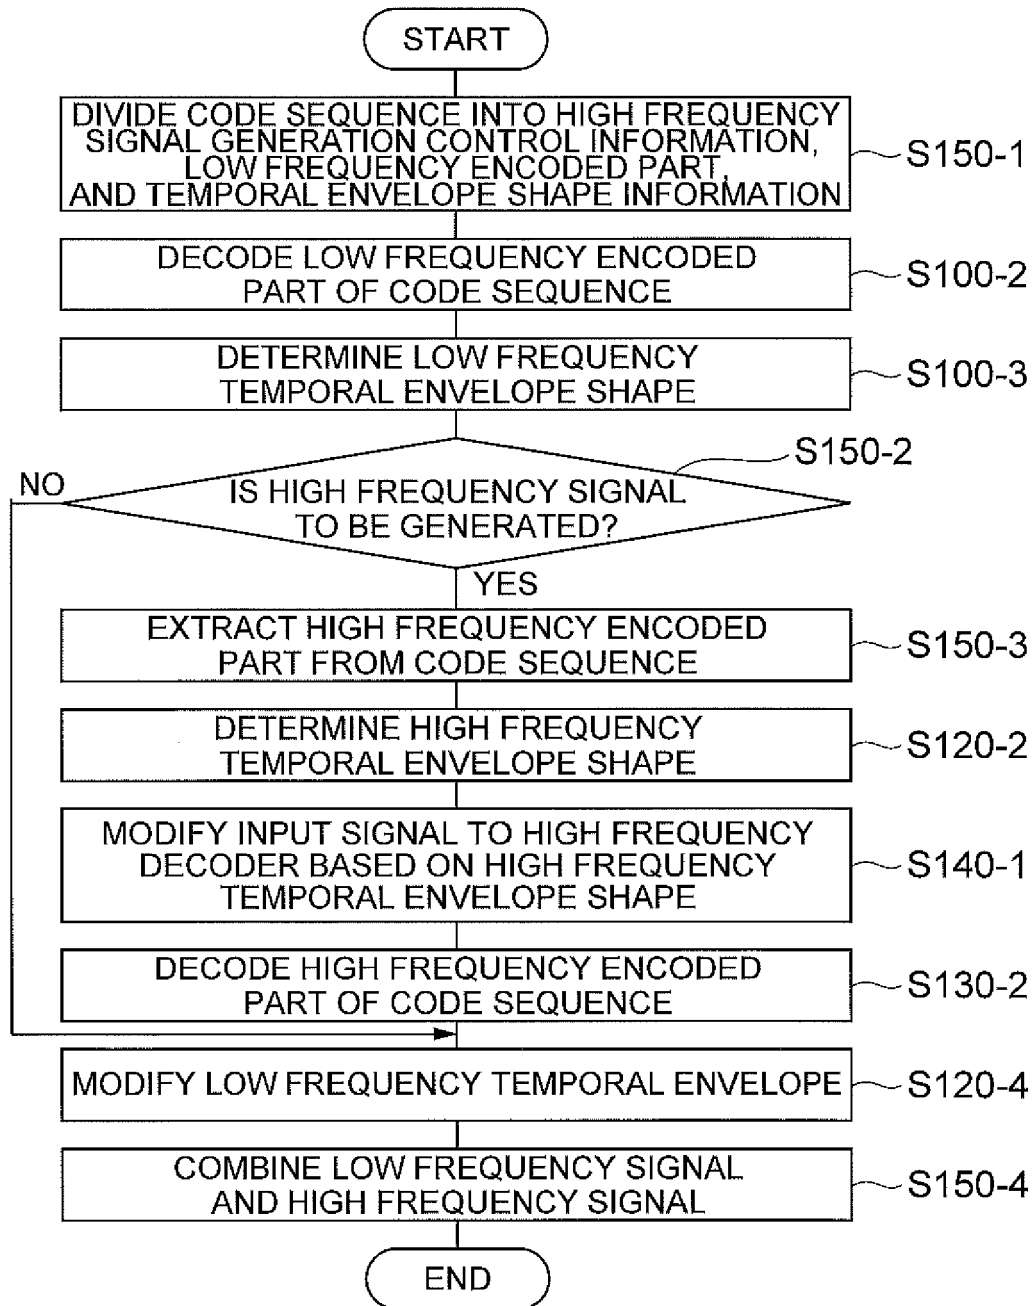 START
DIVIDE CODE SEQUENCE INTO HIGH FREQUENCY
SIGNAL GENERATION CONTROL INFORMATION,
LOW FREQUENCY ENCODED PART,
AND TEMPORAL ENVELOPE SHAPE INFORMATION
S150-1
DECODE LOW FREQUENCY ENCODED
PART OF CODE SEQUENCE
S100-2
DETERMINE LOW FREQUENCY
TEMPORAL ENVELOPE SHAPE
S100-3
S150-2
NO
IS HIGH FREQUENCY SIGNAL
TO BE GENERATED?
YES
EXTRACT HIGH FREQUENCY ENCODED
PART FROM CODE SEQUENCE
S150-3
DETERMINE HIGH FREQUENCY
TEMPORAL ENVELOPE SHAPE
S120-2
MODIFY INPUT SIGNAL TO HIGH FREQUENCY
DECODER BASED ON HIGH FREQUENCY
TEMPORAL ENVELOPE SHAPE
S140-1
DECODE HIGH FREQUENCY ENCODED
PART OF CODE SEQUENCE
S130-2
MODIFY LOW FREQUENCY TEMPORAL ENVELOPE
S120-4
COMBINE LOW FREQUENCY SIGNAL
AND HIGH FREQUENCY SIGNAL
S150-4
END